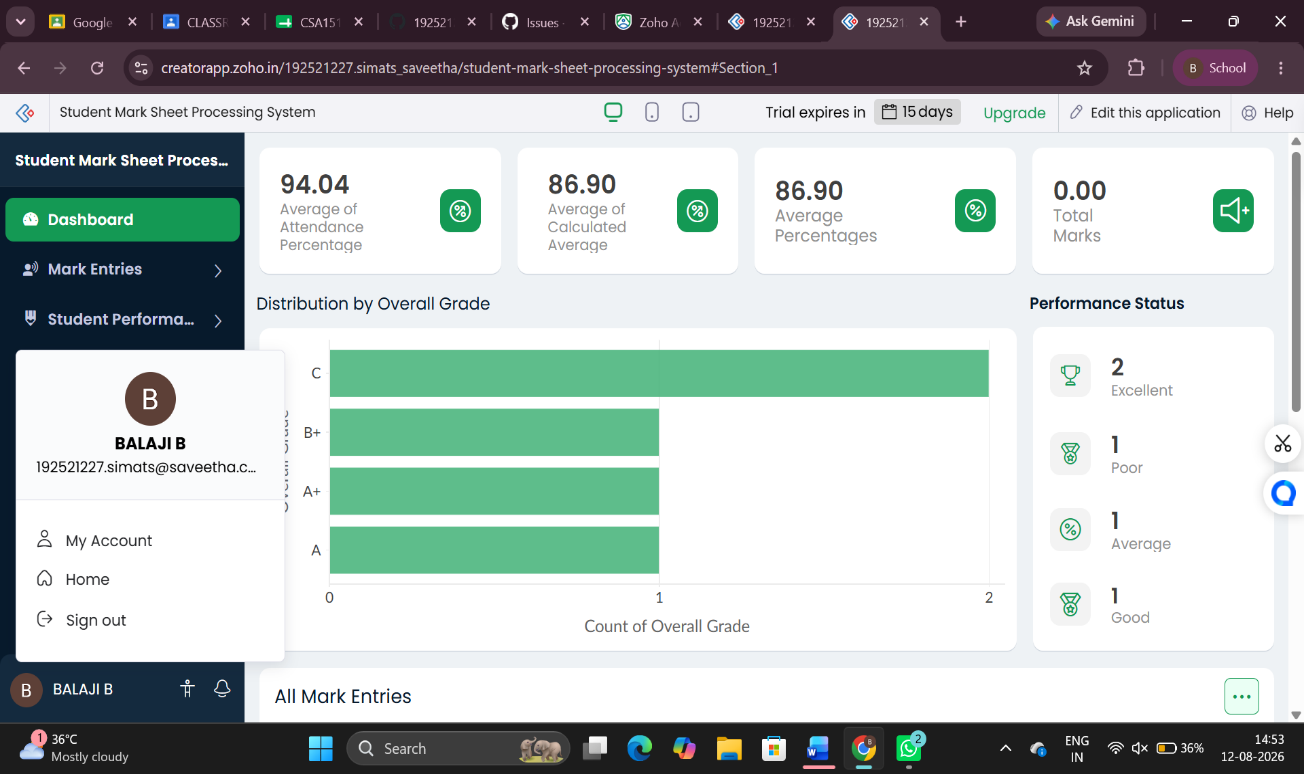 Google
CLASSR
CSA151
192521
Issues -
Zoho A
192521
192521
Ask Gemini
creatorapp.zoho.in/192521227.simats_saveetha/student-mark-sheet-processing-system#Section_1
B
School
Student Mark Sheet Processing System
Trial expires in
15 days
Upgrade
Edit this application
Help
Student Mark Sheet Proces...
Dashboard
Mark Entries
Student Performa...
B
BALAJI B
192521227.simats@saveetha.c...
My Account
Home
Sign out
B
BALAJI B
94.04
Average of
Attendance
Percentage
86.90
Average of
Calculated
Average
86.90
Average
Percentages
0.00
Total
Marks
Distribution by Overall Grade
C
B+
A+
A
0
1
2
Count of Overall Grade
Performance Status
2
Excellent
1
Poor
1
Average
1
Good
All Mark Entries
1
36°C
Mostly cloudy
Search
2
ENG
IN
36%
14:53
12-08-2026